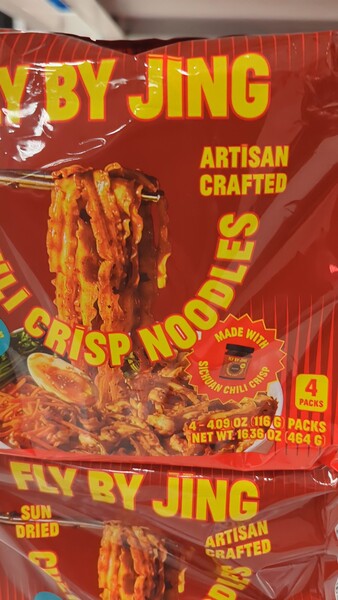 Y BY JING
ARTISAN
CRAFTED
ILI CRISP NOODLES
MADE WITH
SICHUAN CHILI CRISP
4
PACKS
4 - 4.09 OZ (116 G) PACKS
NET WT. 16.36 OZ (464 G)
FLY BY JING
SUN
DRIED
ARTISAN
CRAFTED